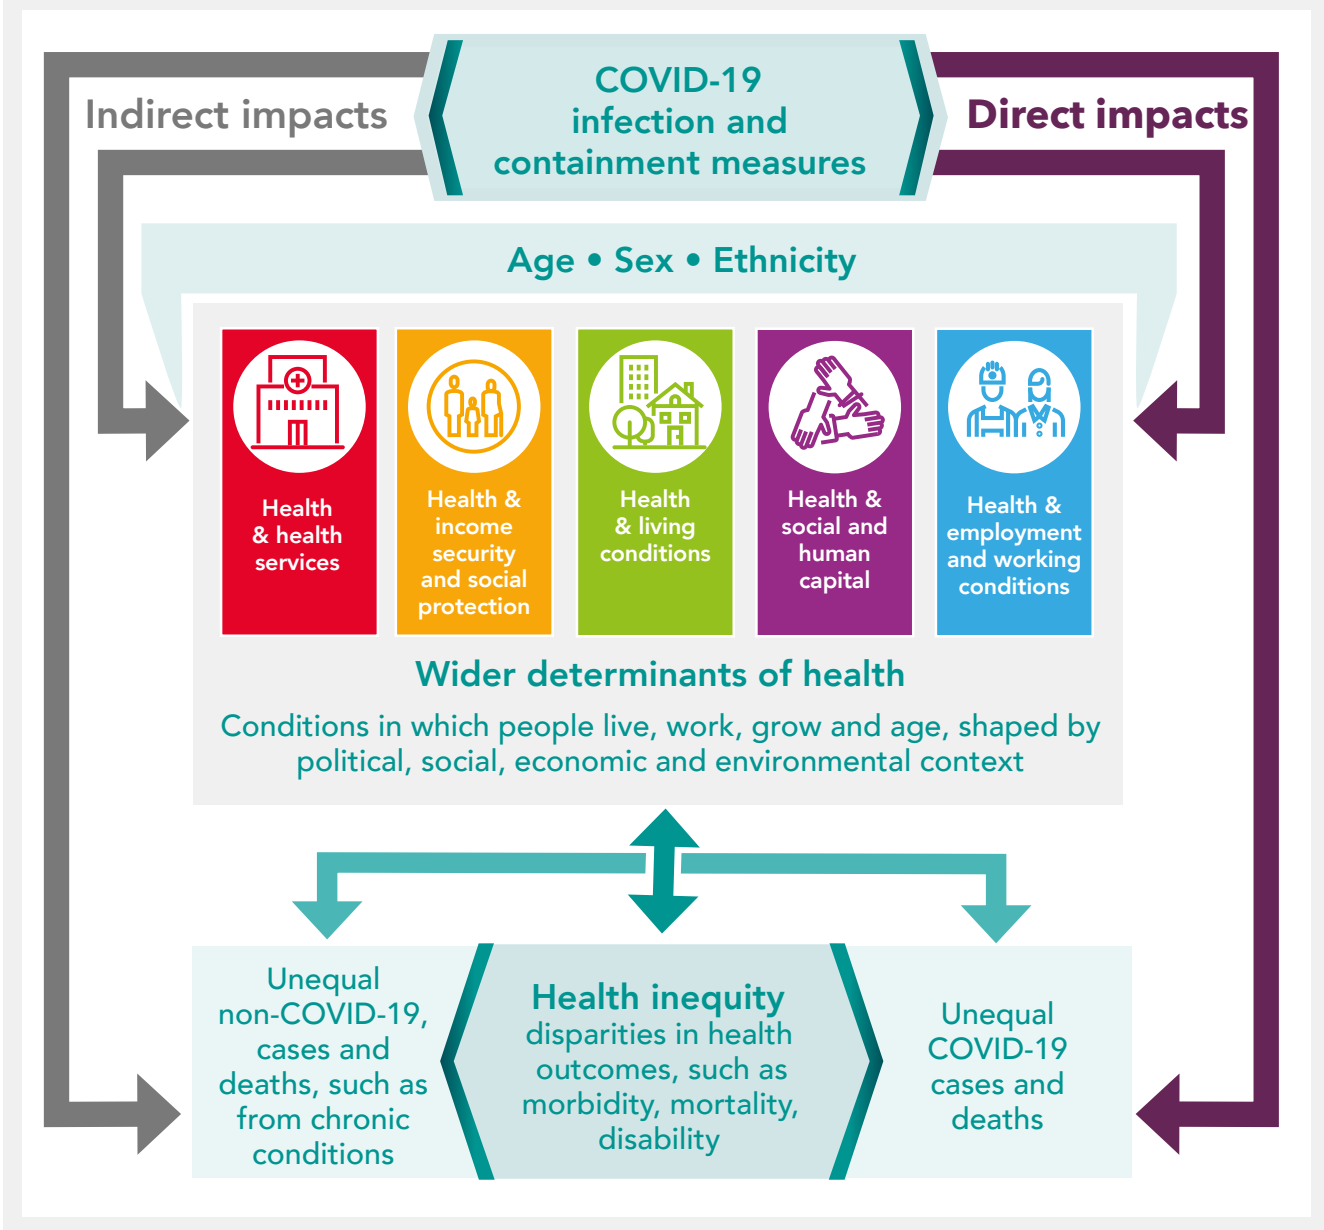 COVID-19
infection and
containment measures
Indirect impacts
Direct impacts
Age • Sex • Ethnicity
Health
& health
services
Health &
income
security
and social
protection
Health
& living
conditions
Health &
social and
human
capital
Health &
employment
and working
conditions
Wider determinants of health
Conditions in which people live, work, grow and age, shaped by
political, social, economic and environmental context
Unequal
non-COVID-19,
cases and
deaths, such as
from chronic
conditions
Health inequity
disparities in health
outcomes, such as
morbidity, mortality,
disability
Unequal
COVID-19
cases and
deaths